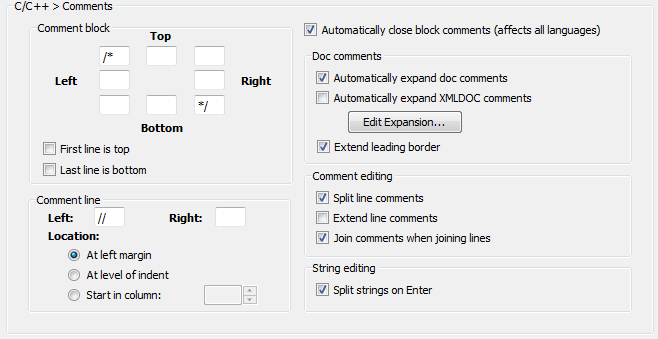 C/C++ > Comments
Comment block
Top
/*
Left
Right
*/
Bottom
First line is top
Last line is bottom
Comment line
Left: // Right:
Location:
At left margin
At level of indent
Start in column:
Automatically close block comments (affects all languages)
Doc comments
Automatically expand doc comments
Automatically expand XMLDOC comments
Edit Expansion...
Extend leading border
Comment editing
Split line comments
Extend line comments
Join comments when joining lines
String editing
Split strings on Enter